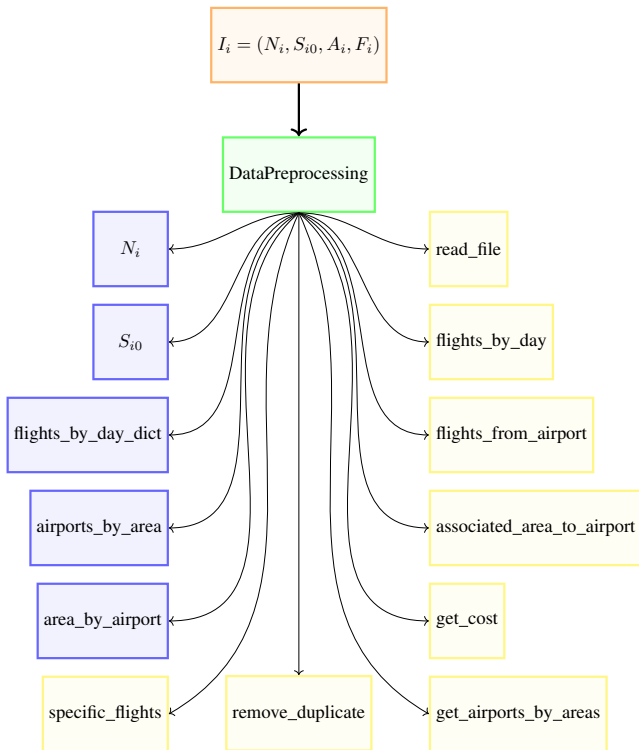 I_i = (N_i, S_{i0}, A_i, F_i)
DataPreprocessing
N_i
read_file
S_{i0}
flights_by_day
flights_by_day_dict
flights_from_airport
airports_by_area
associated_area_to_airport
area_by_airport
get_cost
specific_flights
remove_duplicate
get_airports_by_areas